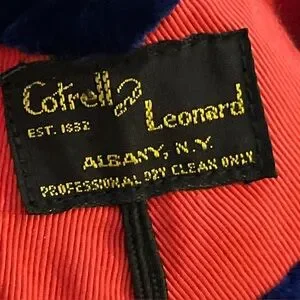 Cotrell &
EST. 1832 Leonard
ALBANY, N.Y.
PROFESSIONAL DRY CLEAN ONLY